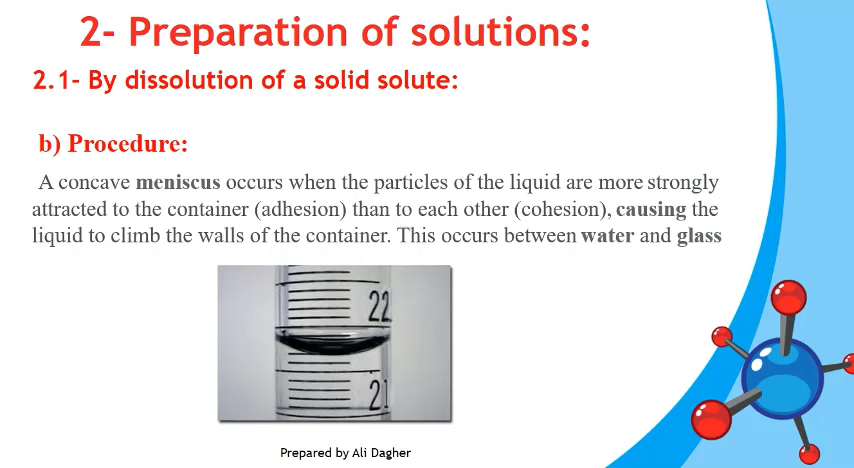 2- Preparation of solutions:
2.1- By dissolution of a solid solute:
b) Procedure:
A concave meniscus occurs when the particles of the liquid are more strongly
attracted to the container (adhesion) than to each other (cohesion), causing the
liquid to climb the walls of the container. This occurs between water and glass
22
21
Prepared by Ali Dagher